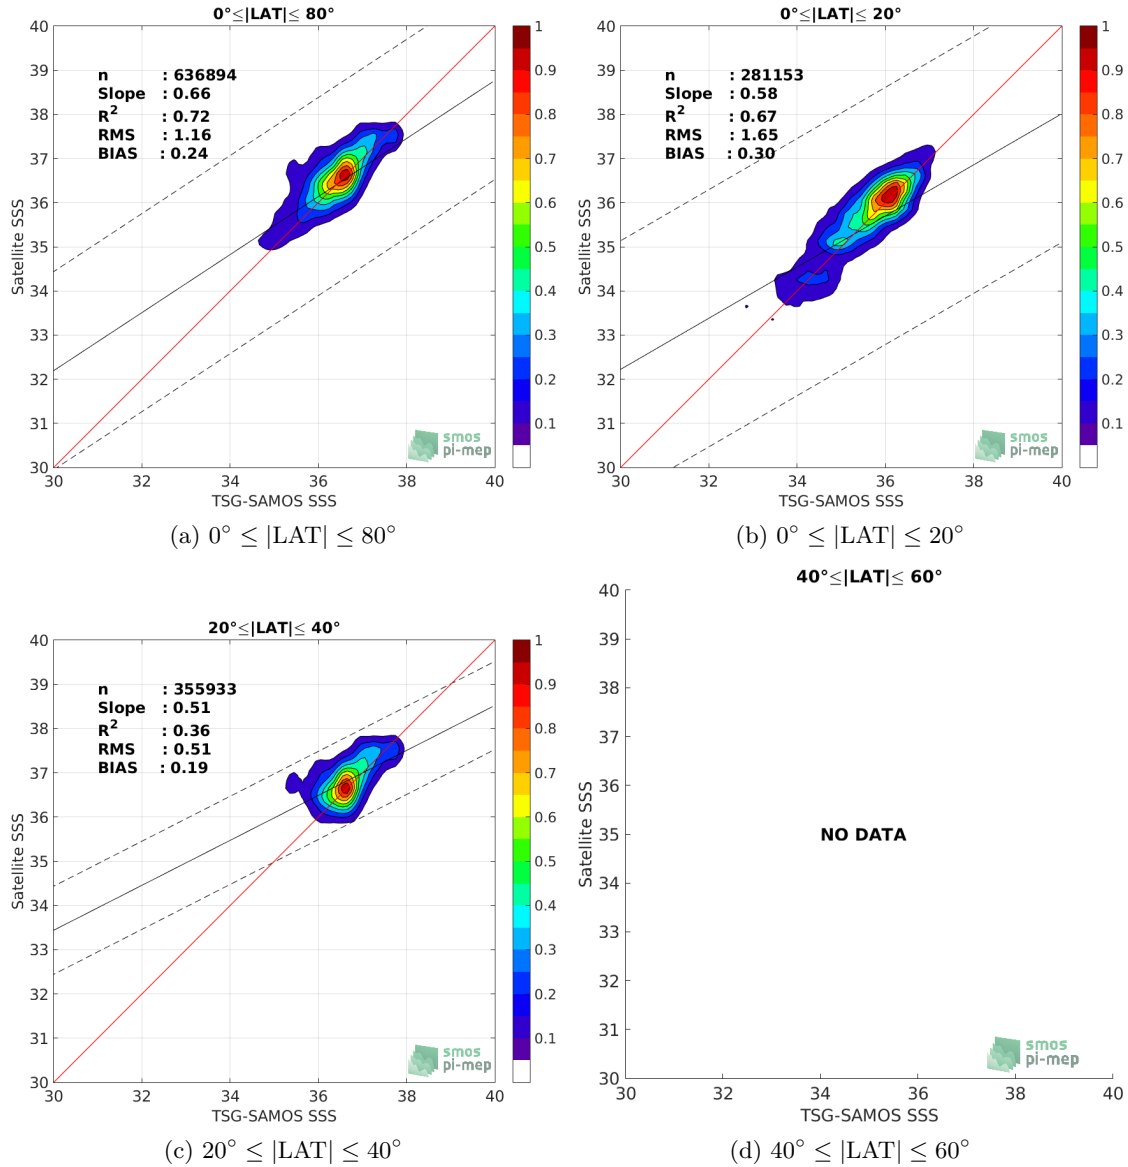 0°≤|LAT|≤ 80°
40
39
38
37
36
35
34
33
32
31
30
Satellite SSS
n : 636894
Slope : 0.66
R2 : 0.72
RMS : 1.16
BIAS : 0.24
smos
pi-mep
30 32 34 36 38 40
TSG-SAMOS SSS
1
0.9
0.8
0.7
0.6
0.5
0.4
0.3
0.2
0.1
(a) 0° ≤ |LAT| ≤ 80°
0°≤|LAT|≤ 20°
40
39
38
37
36
35
34
33
32
31
30
Satellite SSS
n : 281153
Slope : 0.58
R2 : 0.67
RMS : 1.65
BIAS : 0.30
smos
pi-mep
30 32 34 36 38 40
TSG-SAMOS SSS
1
0.9
0.8
0.7
0.6
0.5
0.4
0.3
0.2
0.1
(b) 0° ≤ |LAT| ≤ 20°
20°≤|LAT|≤ 40°
40
39
38
37
36
35
34
33
32
31
30
Satellite SSS
n : 355933
Slope : 0.51
R2 : 0.36
RMS : 0.51
BIAS : 0.19
smos
pi-mep
30 32 34 36 38 40
TSG-SAMOS SSS
1
0.9
0.8
0.7
0.6
0.5
0.4
0.3
0.2
0.1
(c) 20° ≤ |LAT| ≤ 40°
40°≤|LAT|≤ 60°
40
39
38
37
36
35
34
33
32
31
30
Satellite SSS
NO DATA
smos
pi-mep
30 32 34 36 38 40
TSG-SAMOS SSS
(d) 40° ≤ |LAT| ≤ 60°